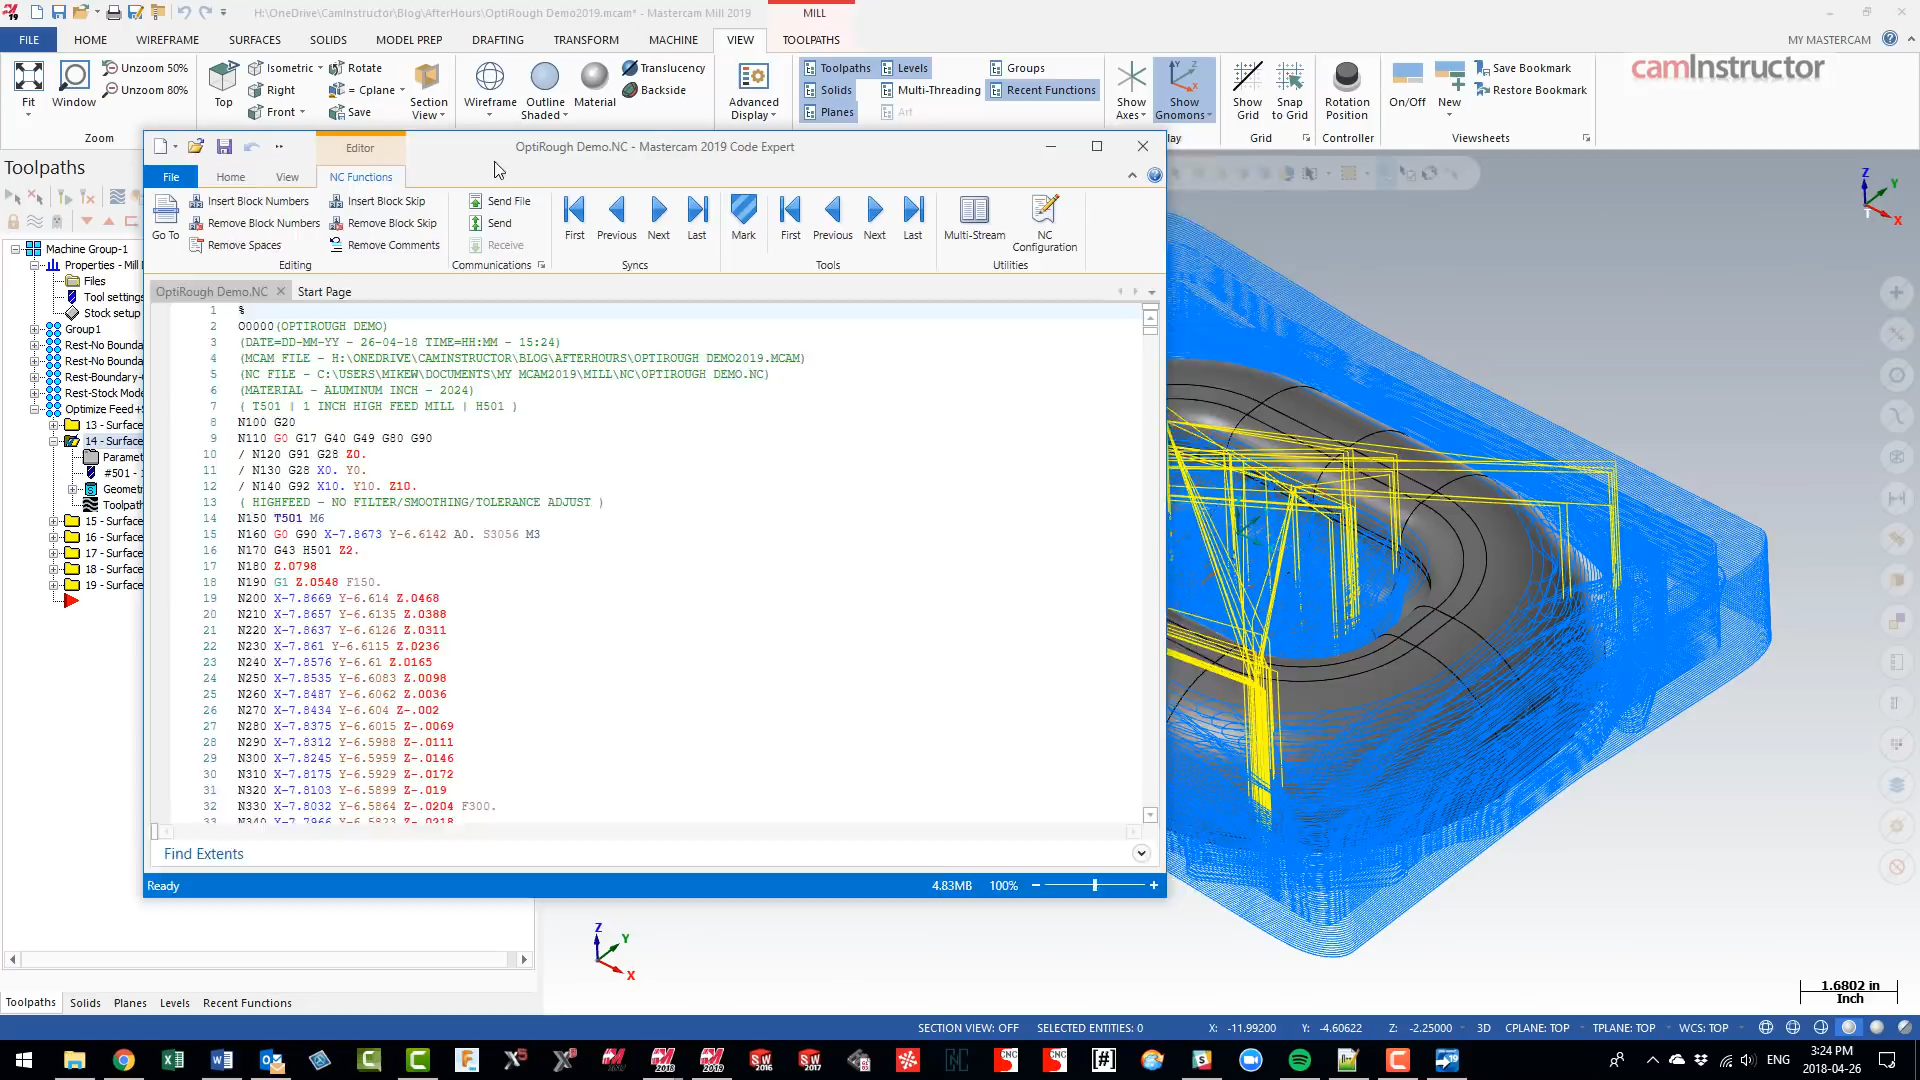 H:\OneDrive\CamInstructor\Blog\AfterHours\OptiRough Demo2019.mcam* - Mastercam Mill 2019
MILL
FILE HOME WIREFRAME SURFACES SOLIDS MODEL PREP DRAFTING TRANSFORM MACHINE VIEW TOOLPATHS MY MASTERCAM
camInstructor
Fit
Window
Unzoom 50%
Unzoom 80%
Zoom
Top
Isometric
Right
Front
Rotate
= Cplane
Save
Section View
Wireframe
Outline Shaded
Material
Translucency
Backside
Advanced Display
Toolpaths
Solids
Planes
Levels
Multi-Threading
Art
Groups
Recent Functions
Show Axes
Show Gnomons
lay
Show Grid
Snap to Grid
Grid
Rotation Position
Controller
On/Off
New
Save Bookmark
Restore Bookmark
Viewsheets
Toolpaths
Machine Group-1
Properties - Mill
Files
Tool settings
Stock setup
Group1
Rest-No Bounda
Rest-No Bounda
Rest-Boundary-
Rest-Stock Mode
Optimize Feed+
13 - Surface
14 - Surface
Paramet
#501 - 1
Geomet
Toolpath
15 - Surface
16 - Surface
17 - Surface
18 - Surface
19 - Surface
Editor
OptiRough Demo.NC - Mastercam 2019 Code Expert
File Home View NC Functions
Go To
Insert Block Numbers
Remove Block Numbers
Remove Spaces
Insert Block Skip
Remove Block Skip
Remove Comments
Editing
Send File
Send
Receive
Communications
First Previous Next Last
Syncs
Mark
First Previous Next Last
Tools
Multi-Stream
NC Configuration
Utilities
OptiRough Demo.NC
Start Page
1 %
2 O0000(OPTIROUGH DEMO)
3 (DATE=DD-MM-YY - 26-04-18 TIME=HH:MM - 15:24)
4 (MCAM FILE - H:\ONEDRIVE\CAMINSTRUCTOR\BLOG\AFTERHOURS\OPTIROUGH DEMO2019.MCAM)
5 (NC FILE - C:\USERS\MIKEW\DOCUMENTS\MY MCAM2019\MILL\NC\OPTIROUGH DEMO.NC)
6 (MATERIAL - ALUMINUM INCH - 2024)
7 ( T501 | 1 INCH HIGH FEED MILL | H501 )
8 N100 G20
9 N110 G0 G17 G40 G49 G80 G90
10 / N120 G91 G28 Z0.
11 / N130 G28 X0. Y0.
12 / N140 G92 X10. Y10. Z10.
13 ( HIGHFEED - NO FILTER/SMOOTHING/TOLERANCE ADJUST )
14 N150 T501 M6
15 N160 G0 G90 X-7.8673 Y-6.6142 A0. S3056 M3
16 N170 G43 H501 Z2.
17 N180 Z.0798
18 N190 G1 Z.0548 F150.
19 N200 X-7.8669 Y-6.614 Z.0468
20 N210 X-7.8657 Y-6.6135 Z.0388
21 N220 X-7.8637 Y-6.6126 Z.0311
22 N230 X-7.861 Y-6.6115 Z.0236
23 N240 X-7.8576 Y-6.61 Z.0165
24 N250 X-7.8535 Y-6.6083 Z.0098
25 N260 X-7.8487 Y-6.6062 Z.0036
26 N270 X-7.8434 Y-6.604 Z-.002
27 N280 X-7.8375 Y-6.6015 Z-.0069
28 N290 X-7.8312 Y-6.5988 Z-.0111
29 N300 X-7.8245 Y-6.5959 Z-.0146
30 N310 X-7.8175 Y-6.5929 Z-.0172
31 N320 X-7.8103 Y-6.5899 Z-.019
32 N330 X-7.8032 Y-6.5864 Z-.0204 F300.
33 N340 X-7.7966 Y-6.5823 Z-.0218
Find Extents
Ready 4.83MB 100%
Z
Y
X
Z
Y
X
1.6802 in
Inch
Toolpaths Solids Planes Levels Recent Functions
SECTION VIEW: OFF SELECTED ENTITIES: 0 X: -11.99200 Y: -4.60622 Z: -2.25000 3D CPLANE: TOP TPLANE: TOP WCS: TOP
ENG
3:24 PM
2018-04-26